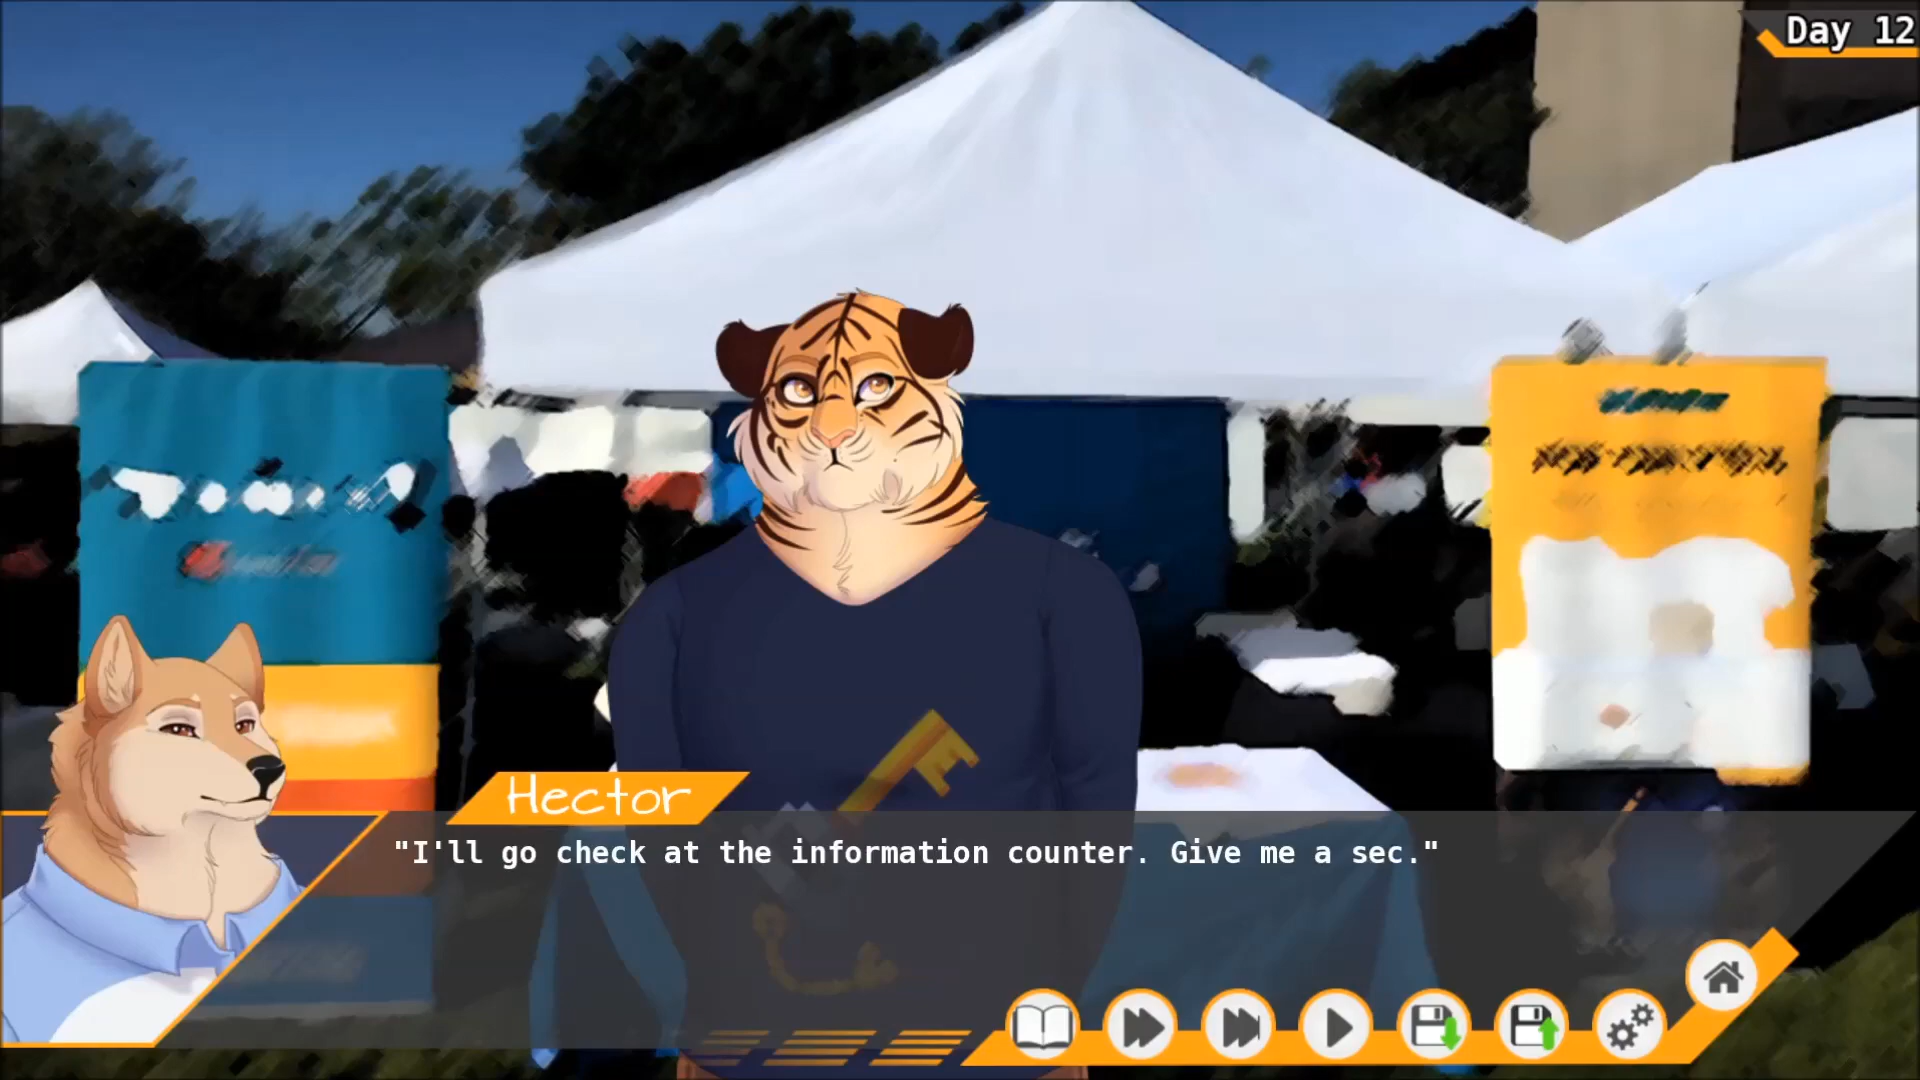 Day 12
Hector
"I'll go check at the information counter. Give me a sec."